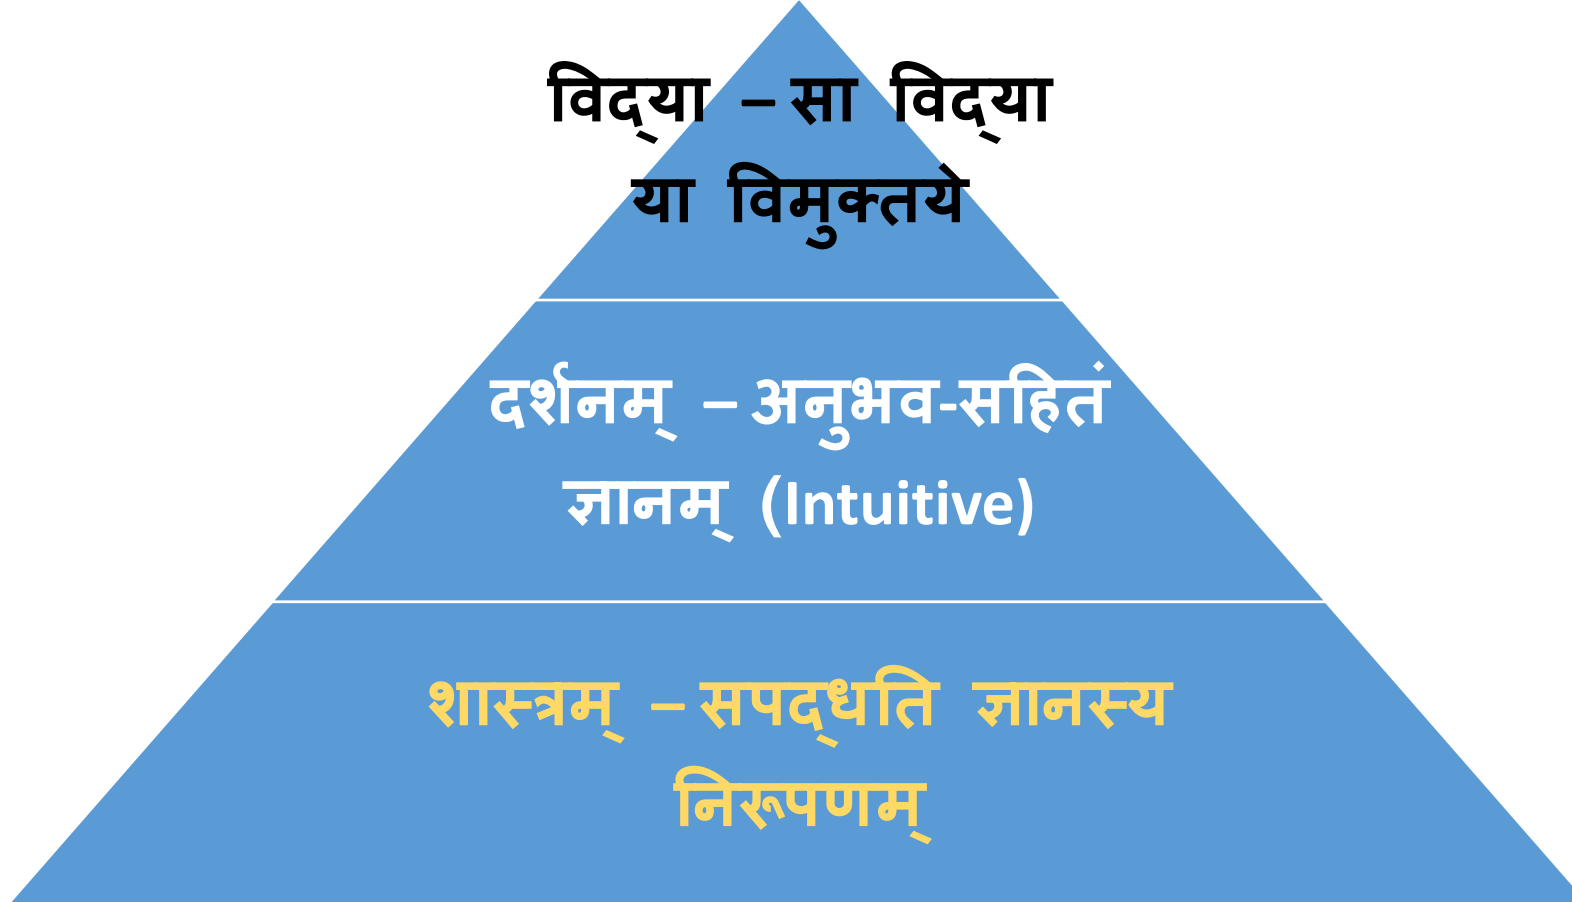 विद्या – सा विद्या
या विमुक्तये
दर्शनम् – अनुभव-सहितं
ज्ञानम् (Intuitive)
शास्त्रम् – सपद्धति ज्ञानस्य
निरूपणम्